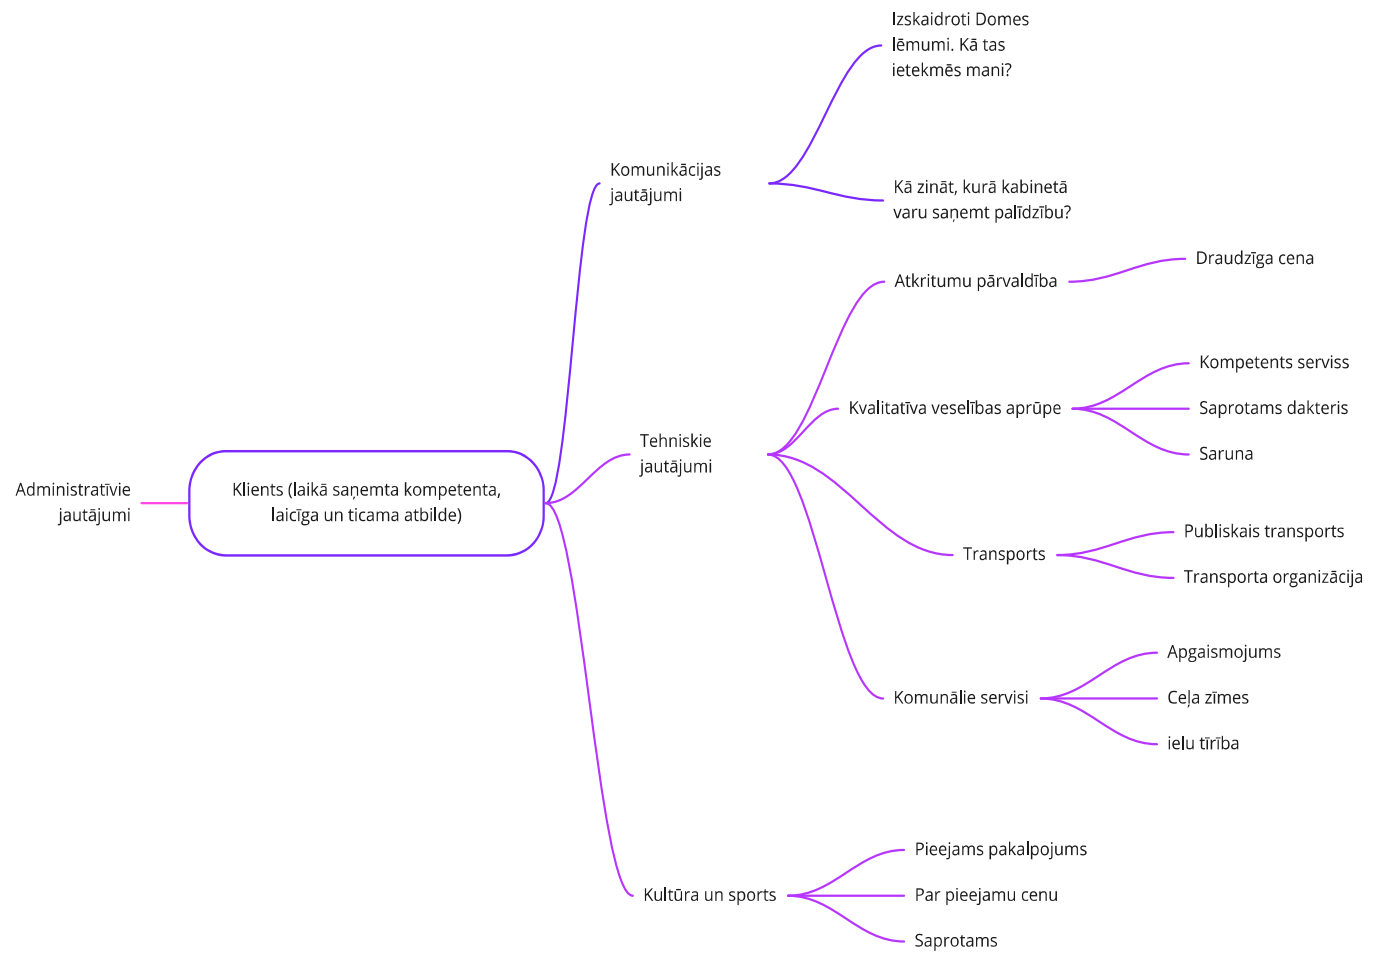 Administratīvie
jautājumi
Klients (laikā saņemta kompetenta,
laicīga un ticama atbilde)
Komunikācijas
jautājumi
Izskaidroti Domes
lēmumi. Kā tas
ietekmēs mani?
Kā zināt, kurā kabinetā
varu saņemt palīdzību?
Tehniskie
jautājumi
Atkritumu pārvaldība
Draudzīga cena
Kvalitatīva veselības aprūpe
Kompetents serviss
Saprotams dakteris
Saruna
Transports
Publiskais transports
Transporta organizācija
Komunālie servisi
Apgaismojums
Ceļa zīmes
ielu tīrība
Kultūra un sports
Pieejams pakalpojums
Par pieejamu cenu
Saprotams